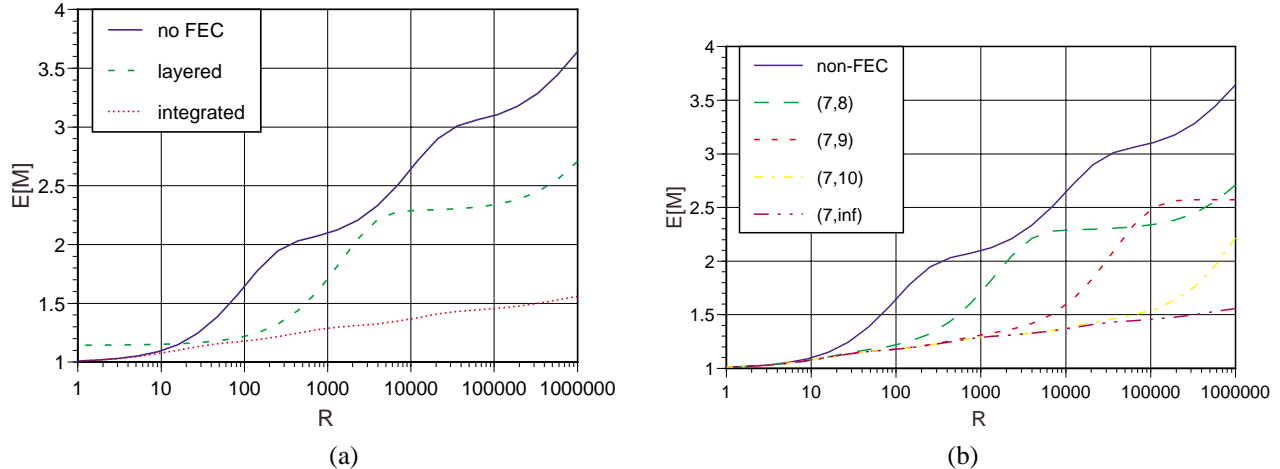 4
3.5
3
2.5
2
1.5
1
E[M]
no FEC
layered
integrated
1
10
100
1000
10000
100000
1000000
R
(a)
4
3.5
3
2.5
2
1.5
1
E[M]
non-FEC
(7,8)
(7,9)
(7,10)
(7,inf)
1
10
100
1000
10000
100000
1000000
R
(b)